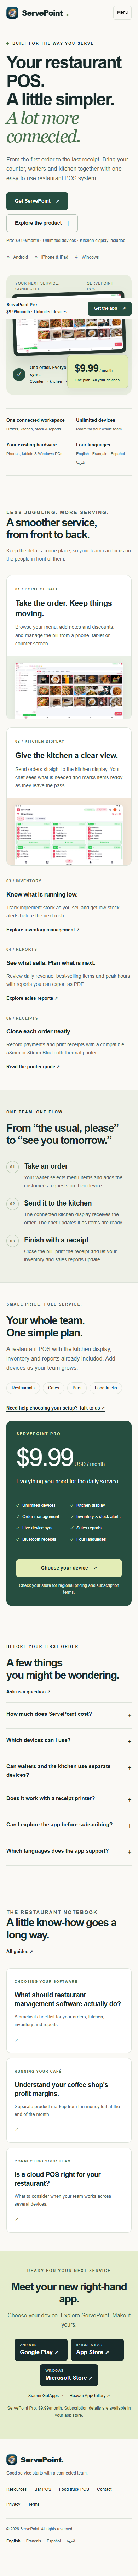 ServePoint.
Menu
BUILT FOR THE WAY YOU SERVE
Your restaurant
POS.
A little simpler.
A lot more
connected.
From the first order to the last receipt. Bring your
counter, waiters and kitchen together with one
easy-to-use restaurant POS system.
Get ServePoint ↗
Explore the product ↓
Pro: $9.99/month · Unlimited devices · Kitchen display included
Android
iPhone & iPad
Windows
YOUR NEXT SERVICE,
CONNECTED.
SERVEPOINT
POS
ServePoint Pro
$9.99/month · Unlimited devices
Get the app ↗
One order. Everyone in
sync.
Counter → Kitchen →
$9.99 / month
One plan. All your devices.
One connected workspace
Orders, kitchen, stock & reports
Unlimited devices
Room for your whole team
Your existing hardware
Phones, tablets & Windows PCs
Four languages
English · Français · Español ·
العربية
LESS JUGGLING. MORE SERVING.
A smoother service,
from front to back.
Keep the details in one place, so your team can focus
on the people in front of them.
01 / POINT OF SALE
Take the order. Keep things
moving.
Browse your menu, add notes and discounts,
and manage the bill from a phone, tablet or
counter screen.
02 / KITCHEN DISPLAY
Give the kitchen a clear view.
Send orders straight to the kitchen display. Your
chef sees what is needed and marks it ready as
they work.
03 / INVENTORY
Know what is running low.
Track ingredient stock as you sell and get low-stock
alerts before the next rush.
Explore inventory management ↗
04 / REPORTS
See what sells. Plan what is next.
Review daily revenue, best-selling items and peak hours
with reports you can export as PDF.
Explore sales reports ↗
05 / RECEIPTS
Close each order neatly.
Record payments and print receipts with a compatible
58mm or 80mm Bluetooth thermal printer.
Read the printer guide ↗
ONE TEAM. ONE FLOW.
From “the usual, please”
to “see you tomorrow.”
01
Take an order
Your waiter selects menu items and adds the
customer's requests on their device.
02
Send it to the kitchen
The connected kitchen display receives the
order. The chef updates it as items are ready.
03
Finish with a receipt
Close the bill, print the receipt and let your
inventory and sales reports update.
SMALL PRICE. FULL SERVICE.
Your whole team.
One simple plan.
A restaurant POS with the kitchen display,
inventory and reports already included. Add
devices as your team grows.
Restaurants
Cafés
Bars
Food trucks
Need help choosing your setup? Talk to us ↗
SERVEPOINT PRO
$9.99 USD / month
Everything you need for the daily service.
✓ Unlimited devices
✓ Kitchen display
✓ Order management
✓ Inventory & stock alerts
✓ Live device sync
✓ Sales reports
✓ Bluetooth receipts
✓ Four languages
Choose your device ↗
Check your store for regional pricing and subscription
terms.
BEFORE YOUR FIRST ORDER
A few things
you might be wondering.
Ask us a question ↗
How much does ServePoint cost? +
Which devices can I use? +
Can waiters and the kitchen use separate
devices? +
Does it work with a receipt printer? +
Can I explore the app before subscribing? +
Which languages does the app support? +
THE RESTAURANT NOTEBOOK
A little know-how goes a
long way.
All guides ↗
CHOOSING YOUR SOFTWARE
What should restaurant
management software actually do?
A practical checklist for your orders, kitchen,
inventory and reports.
↗
RUNNING YOUR CAFÉ
Understand your coffee shop's
profit margins.
Separate product markup from the money left at the
end of the month
↗
CONNECTING YOUR TEAM
Is a cloud POS right for your
restaurant?
What to consider when your team works across
several devices.
↗
READY FOR YOUR NEXT SERVICE
Meet your new right-hand
app.
Choose your device. Explore ServePoint. Make it
yours.
ANDROID
Google Play ↗
IPHONE & IPAD
App Store ↗
WINDOWS
Microsoft Store ↗
Xiaomi GetApps ↗
Huawei AppGallery ↗
ServePoint Pro: $9.99/month. Subscription details are available in
your app store.
ServePoint.
Good service starts with a connected team.
Resources
Bar POS
Food truck POS
Contact
Privacy
Terms
© 2026 ServePoint. All rights reserved.
English
Français
Español
العربية